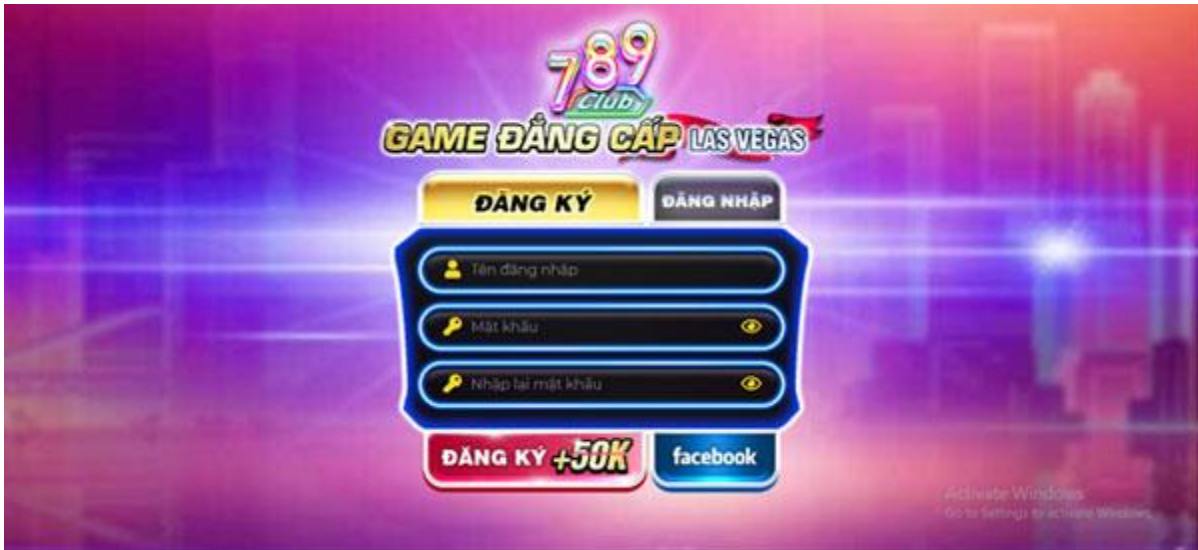 789
Club
GAME ĐẲNG CẤP LAS VEGAS
ĐĂNG KÝ
ĐĂNG NHẬP
Tên đăng nhập
Mật khẩu
Nhập lại mật khẩu
ĐĂNG KÝ +50K
facebook
Activate Windows
Go to Settings to activate Windows.